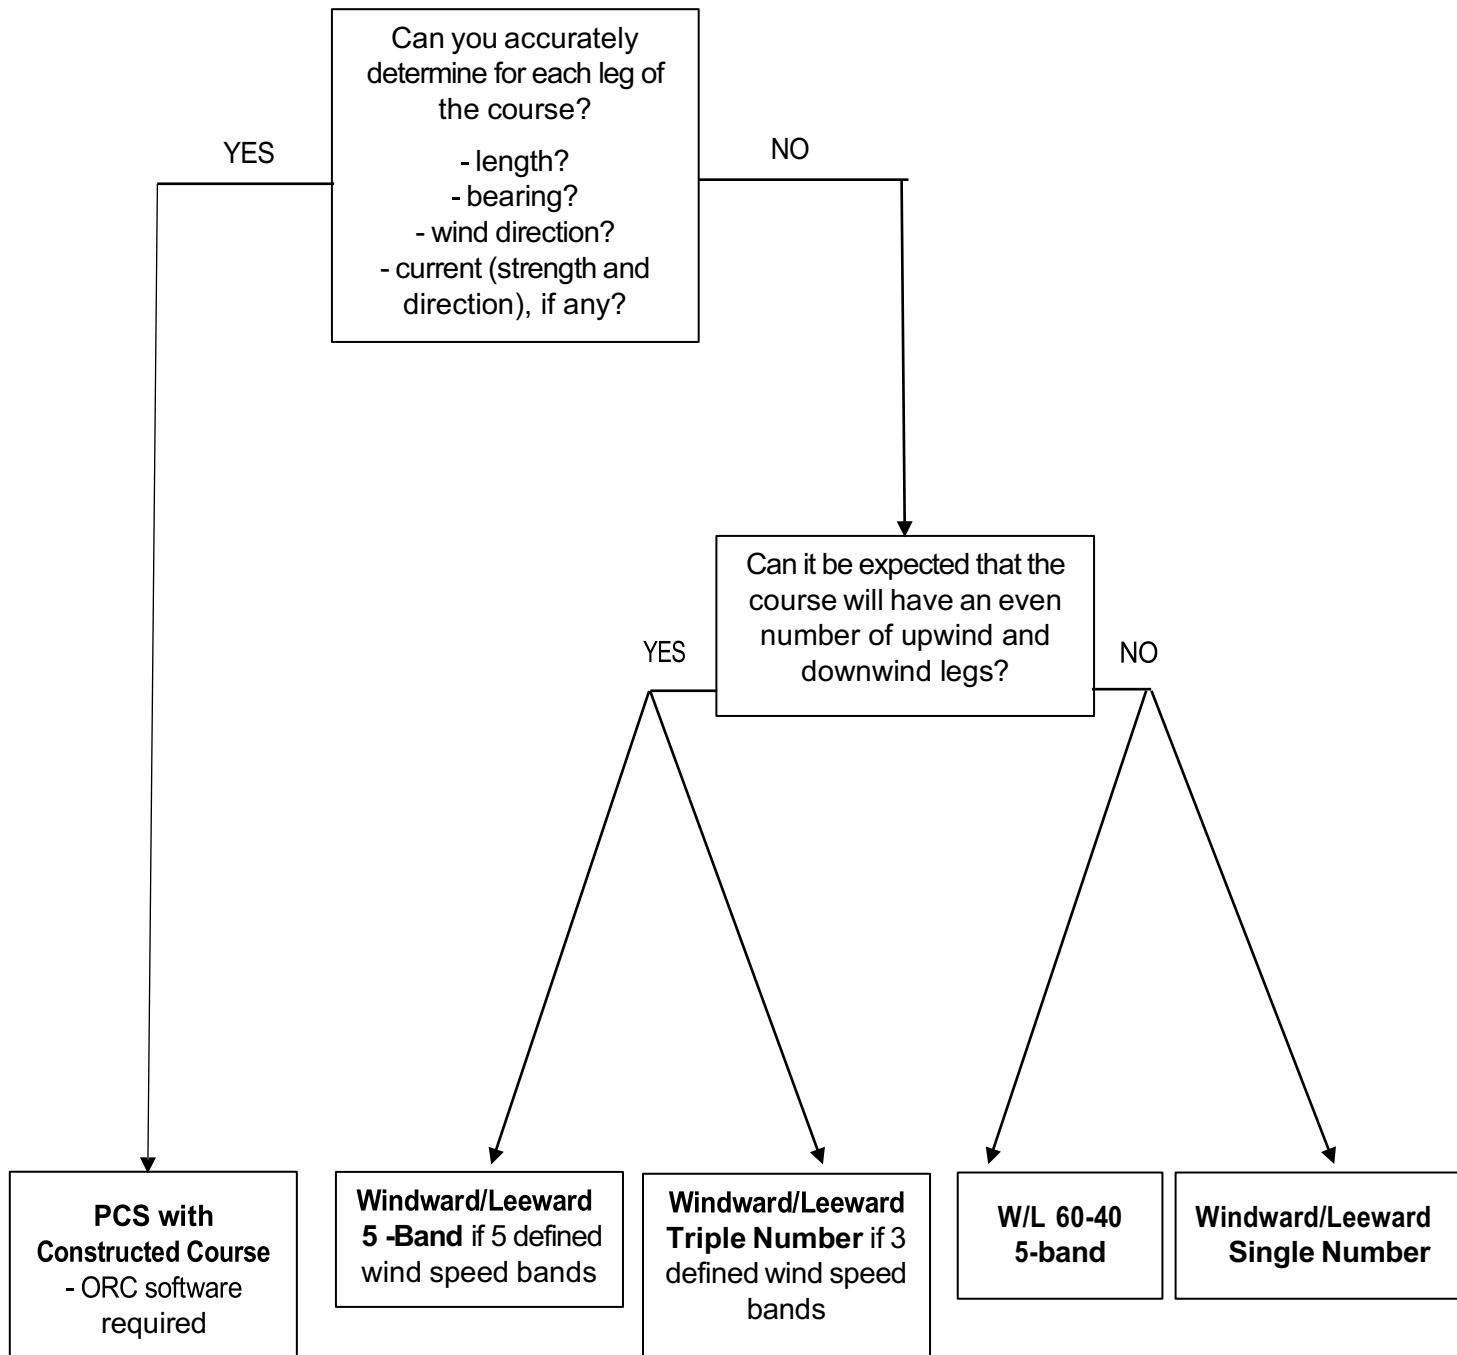 Can you accurately
determine for each leg of
the course?
- length?
- bearing?
- wind direction?
- current (strength and
direction), if any?
YES
NO
Can it be expected that the
course will have an even
number of upwind and
downwind legs?
YES
NO
PCS with
Constructed Course
- ORC software
required
Windward/Leeward
5 -Band if 5 defined
wind speed bands
Windward/Leeward
Triple Number if 3
defined wind speed
bands
W/L 60-40
5-band
Windward/Leeward
Single Number